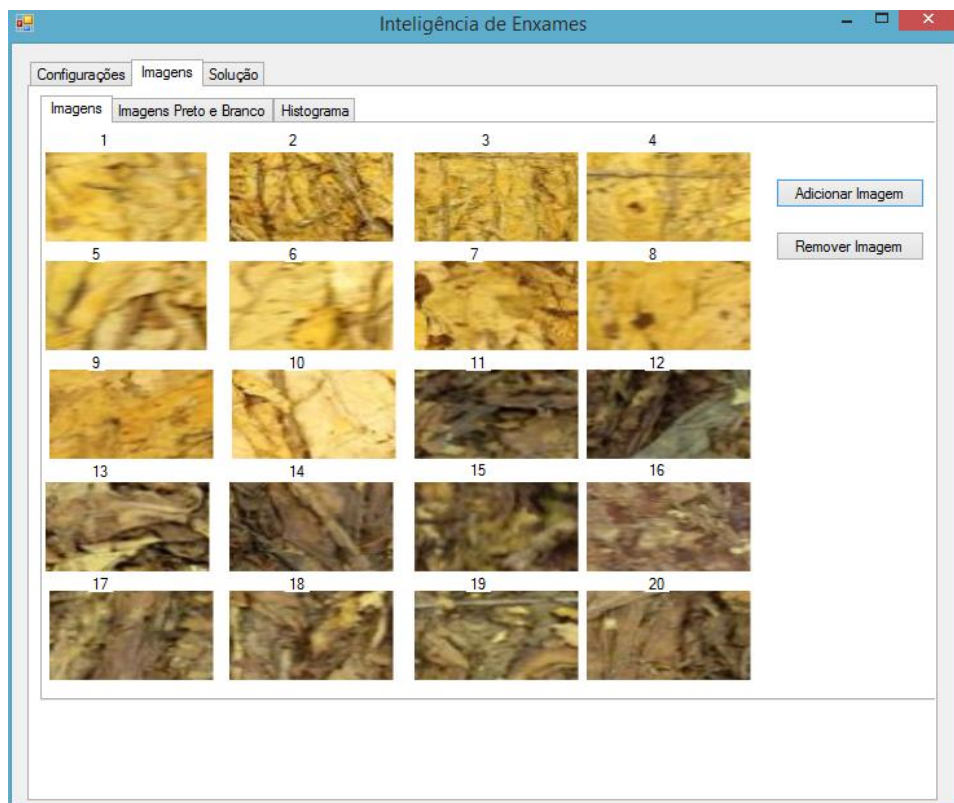 Inteligência de Enxames
Configurações Imagens Solução
Imagens Imagens Preto e Branco Histograma
1 2 3 4
Adicionar Imagem
Remover Imagem
5 6 7 8
9 10 11 12
13 14 15 16
17 18 19 20